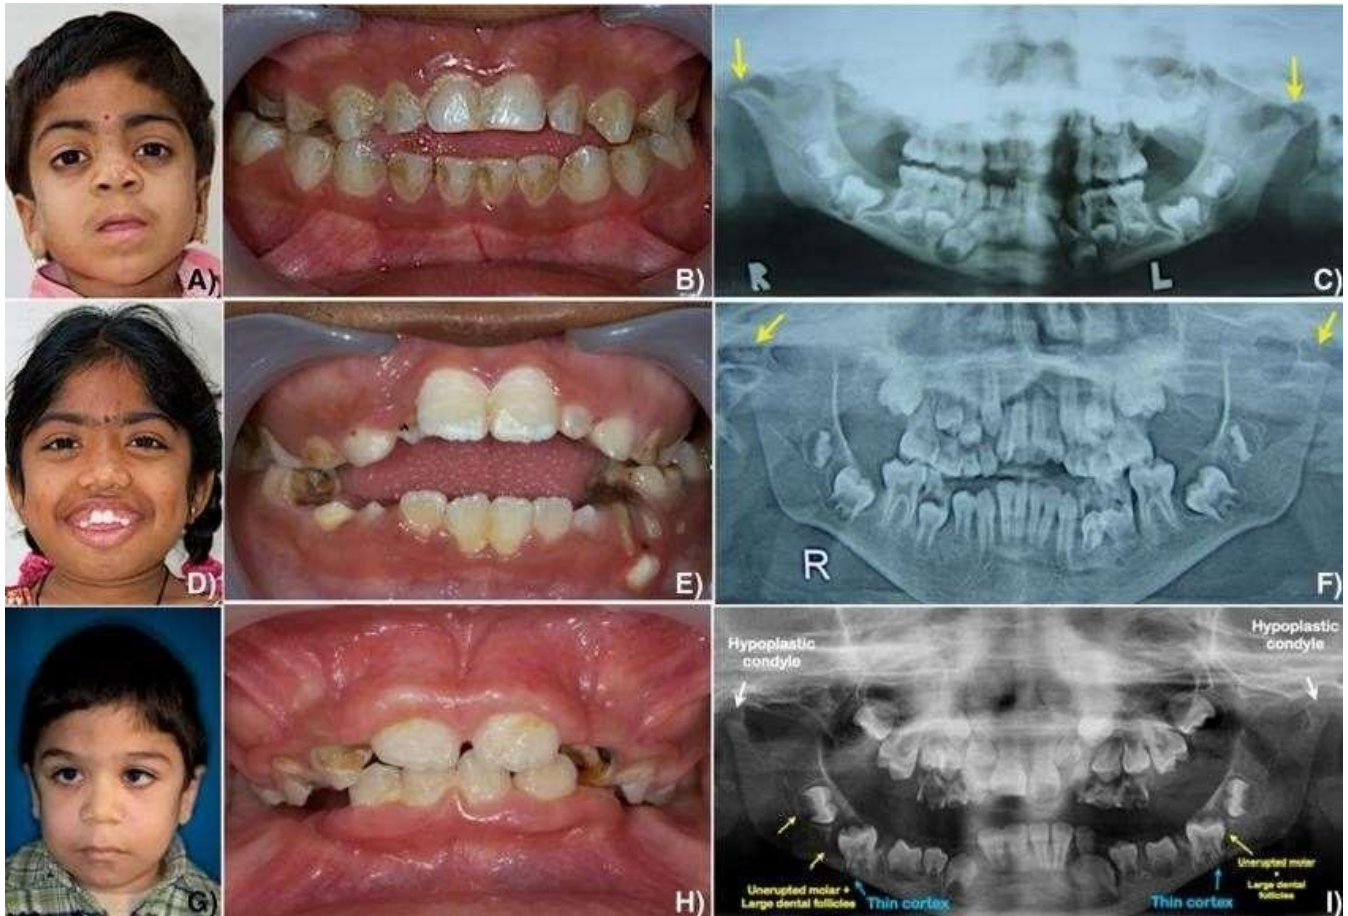 A)
B)
R
L
C)
D)
E)
R
F)
G)
H)
Hypoplastic
condyle
Hypoplastic
condyle
Unerupted molar +
Large dental follicles
Thin cortex
Thin cortex
Unerupted molar
+
Large dental
follicles
I)